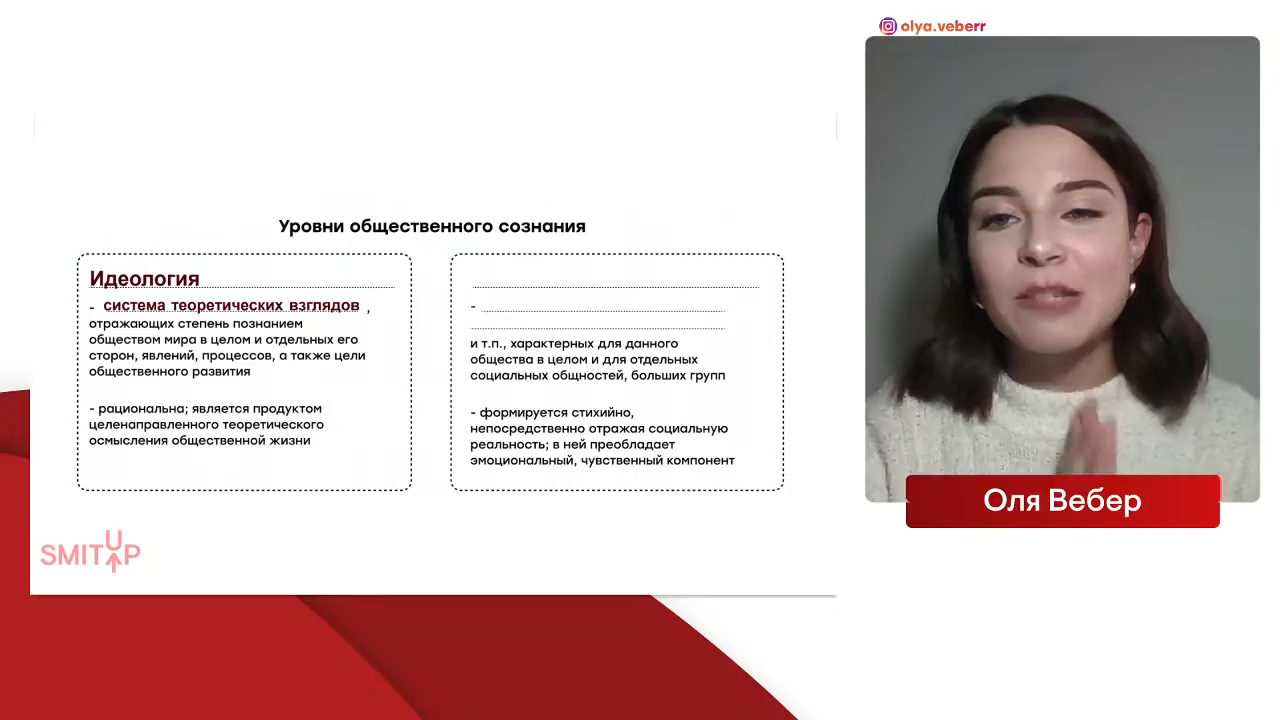 olya.veberr
Уровни общественного сознания
Идеология
- система теоретических взглядов ,
отражающих степень познанием
обществом мира в целом и отдельных его
сторон, явлений, процессов, а также цели
общественного развития
- рациональна; является продуктом
целенаправленного теоретического
осмысления общественной жизни
-
и т.п., характерных для данного
общества в целом и для отдельных
социальных общностей, больших групп
- формируется стихийно,
непосредственно отражая социальную
реальность; в ней преобладает
эмоциональный, чувственный компонент
Оля Вебер
SMITUP